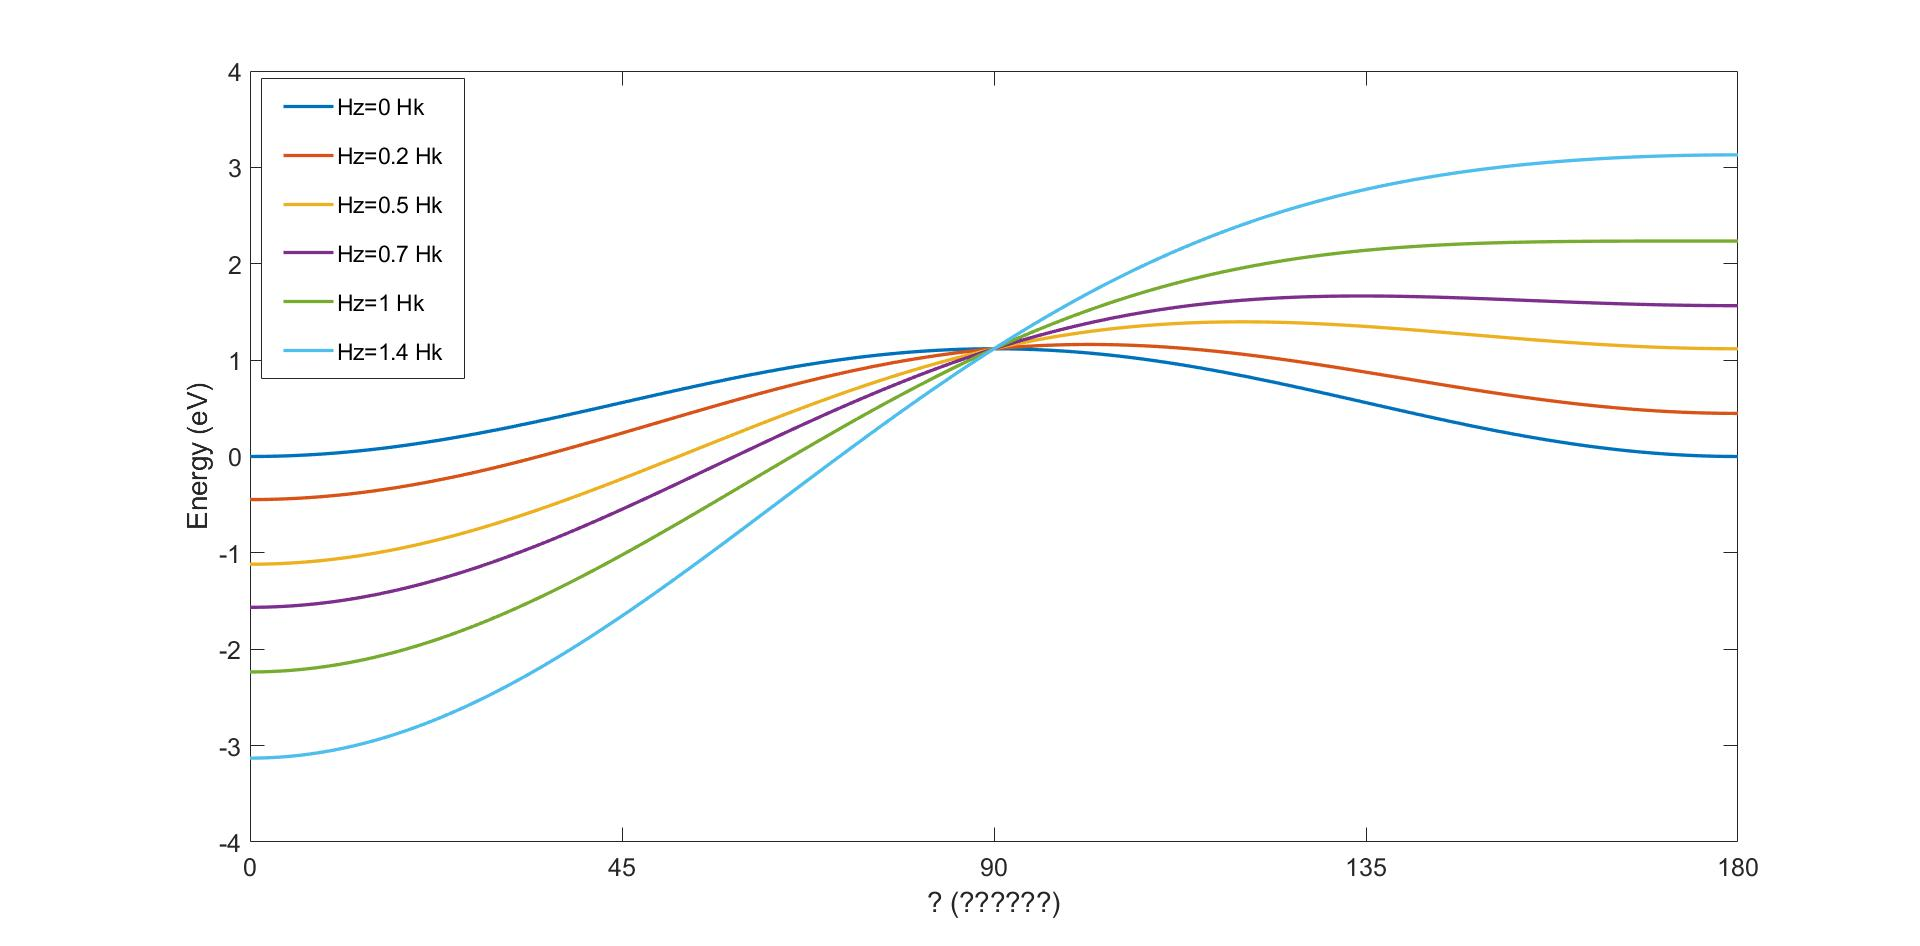 4
3
2
1
0
-1
-2
-3
-4
Energy (eV)
Hz=0 Hk
Hz=0.2 Hk
Hz=0.5 Hk
Hz=0.7 Hk
Hz=1 Hk
Hz=1.4 Hk
0 45 90 135 180
? (??????)